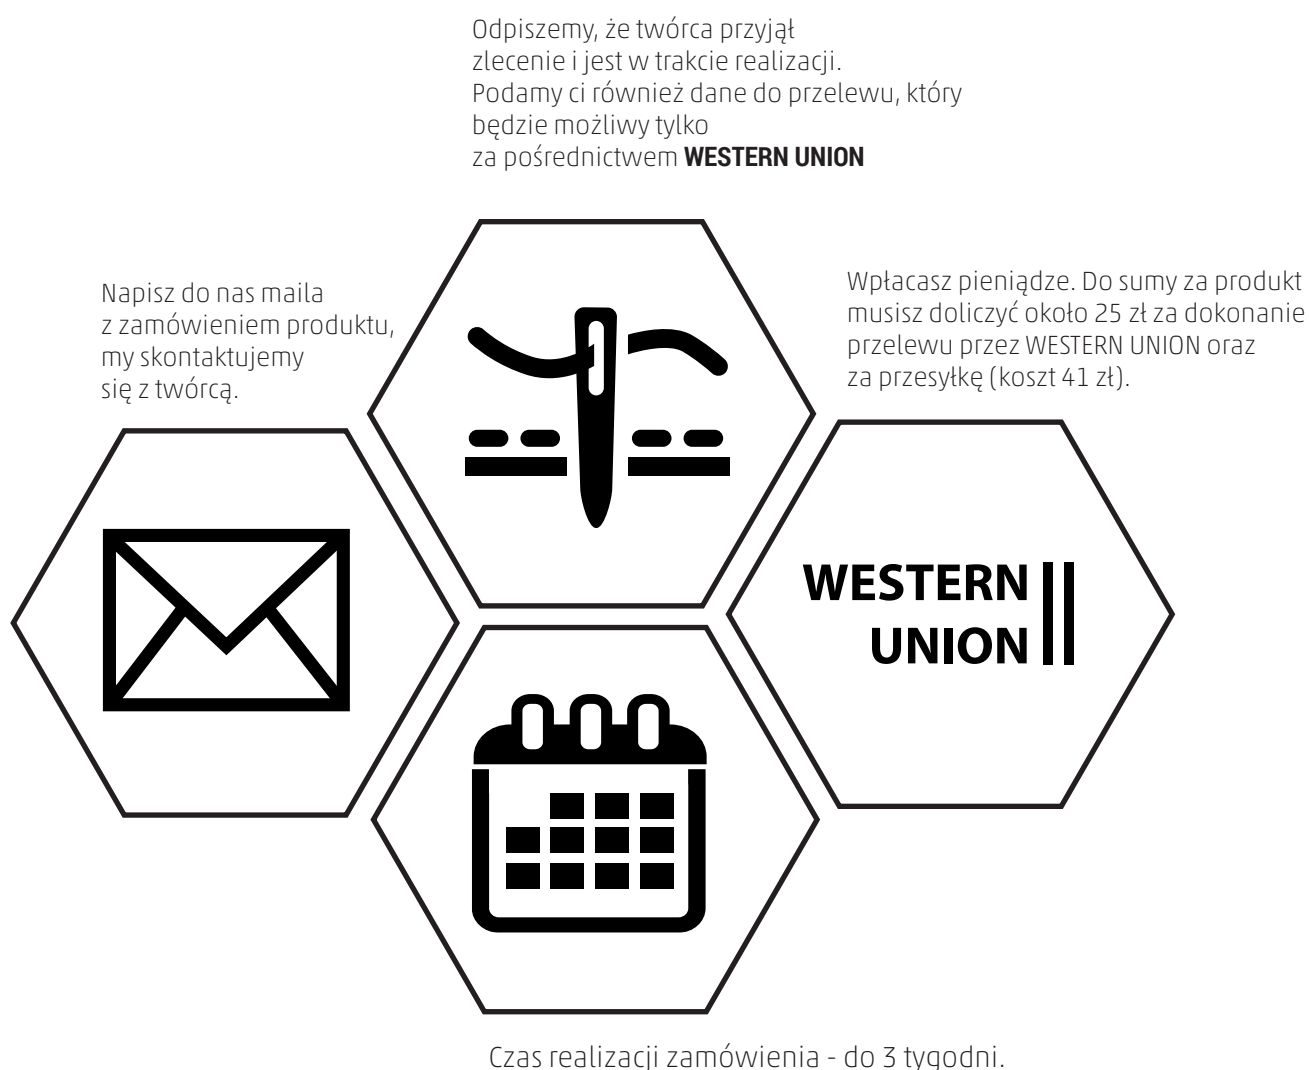 Odpiszemy, że twórca przyjął
zlecenie i jest w trakcie realizacji.
Podamy ci również dane do przelewu, który
będzie możliwy tylko
za pośrednictwem WESTERN UNION
Napisz do nas maila
z zamówieniem produktu,
my skontaktujemy
się z twórcą.
Wpłacasz pieniądze. Do sumy za produkt
musisz doliczyć około 25 zł za dokonanie
przelewu przez WESTERN UNION oraz
za przesyłkę (koszt 41 zł).
WESTERN
UNION
Czas realizacji zamówienia - do 3 tygodni.